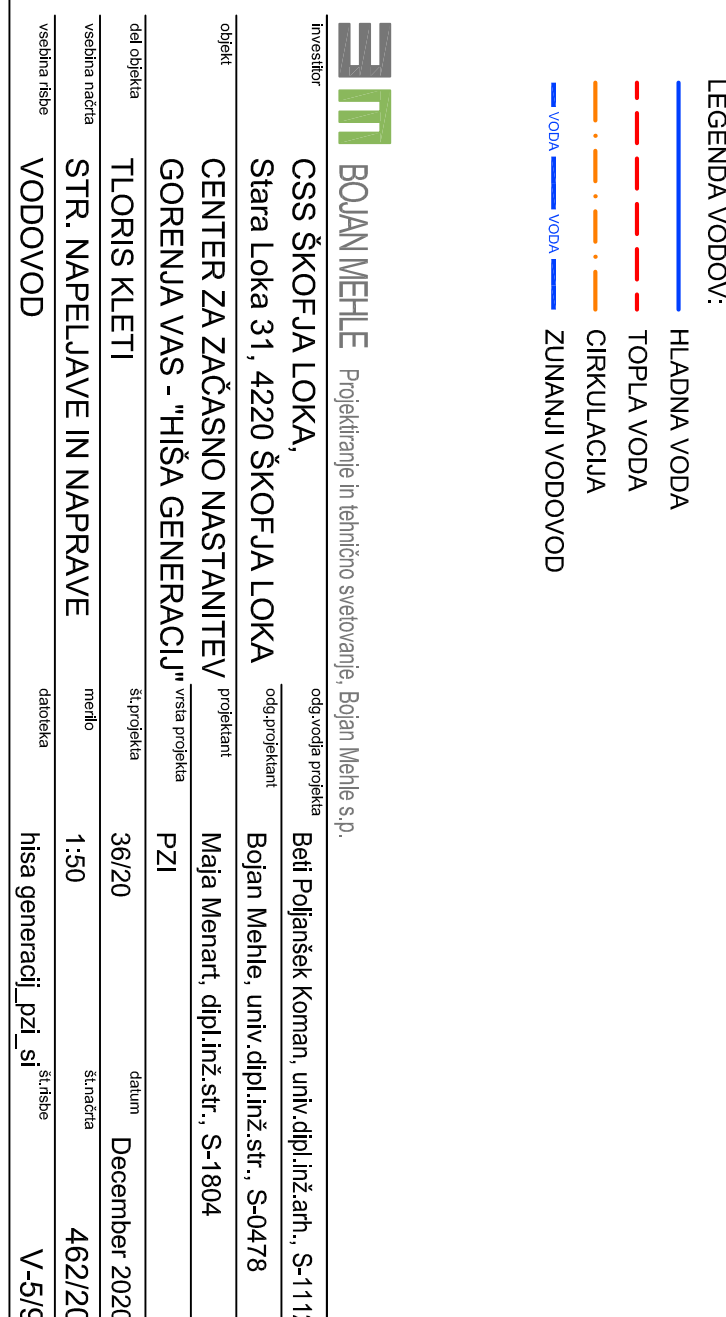 LEGENDA VODOV:
HLADNA VODA
TOPLA VODA
CIRKULACIJA
VODA VODA ZUNANJI VODOVOD
BOJAN MEHLE Projektiranje in tehnično svetovanje, Bojan Mehle s.p.
investitor CSS ŠKOFJA LOKA, odg.vodja projekta Beti Poljanšek Koman, univ.dipl.inž.arh.,
Stara Loka 31, 4220 ŠKOFJA LOKA odg.projektant Bojan Mehle, univ.dipl.inž.str., S-0478
objekt CENTER ZA ZAČASNO NASTANITEV projektant Maja Menart, dipl.inž.str., S-1804
GORENJA VAS - "HIŠA GENERACIJ" vrsta projekta PZI
del objekta TLORIS KLETI št.projekta 36/20 datum December 2020
vsebina načrta STR. NAPELJAVE IN NAPRAVE merilo 1:50 št.načrta 462/20
vsebina risbe VODOVOD datoteka hisa generacij_pzi_si št.risbe